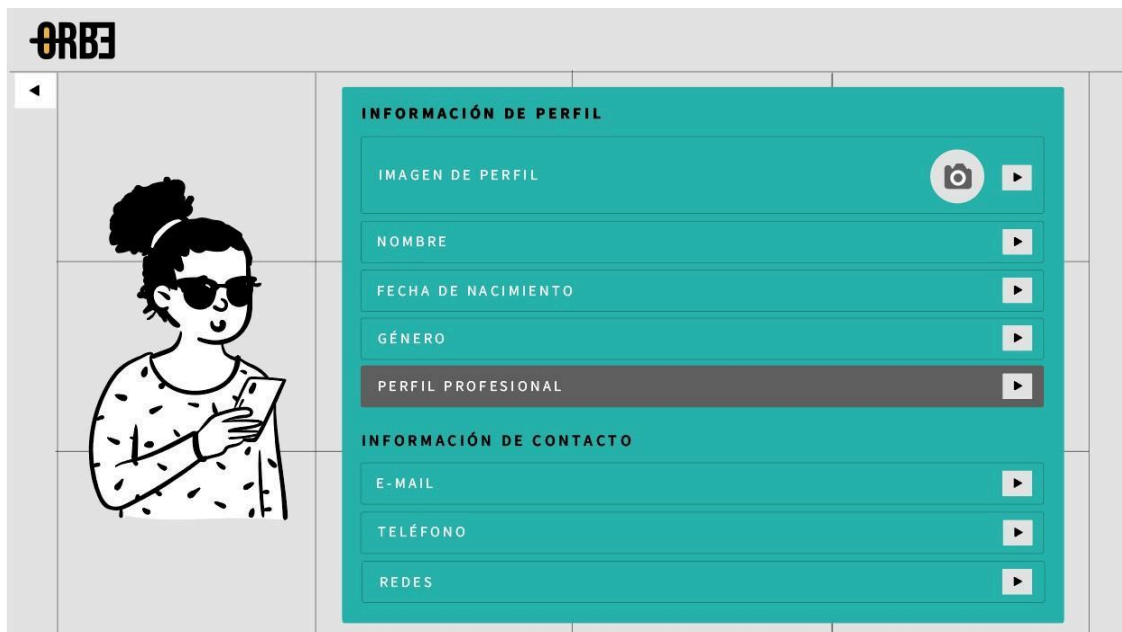 ORBE
INFORMACIÓN DE PERFIL
IMAGEN DE PERFIL
NOMBRE
FECHA DE NACIMIENTO
GÉNERO
PERFIL PROFESIONAL
INFORMACIÓN DE CONTACTO
E-MAIL
TELÉFONO
REDES